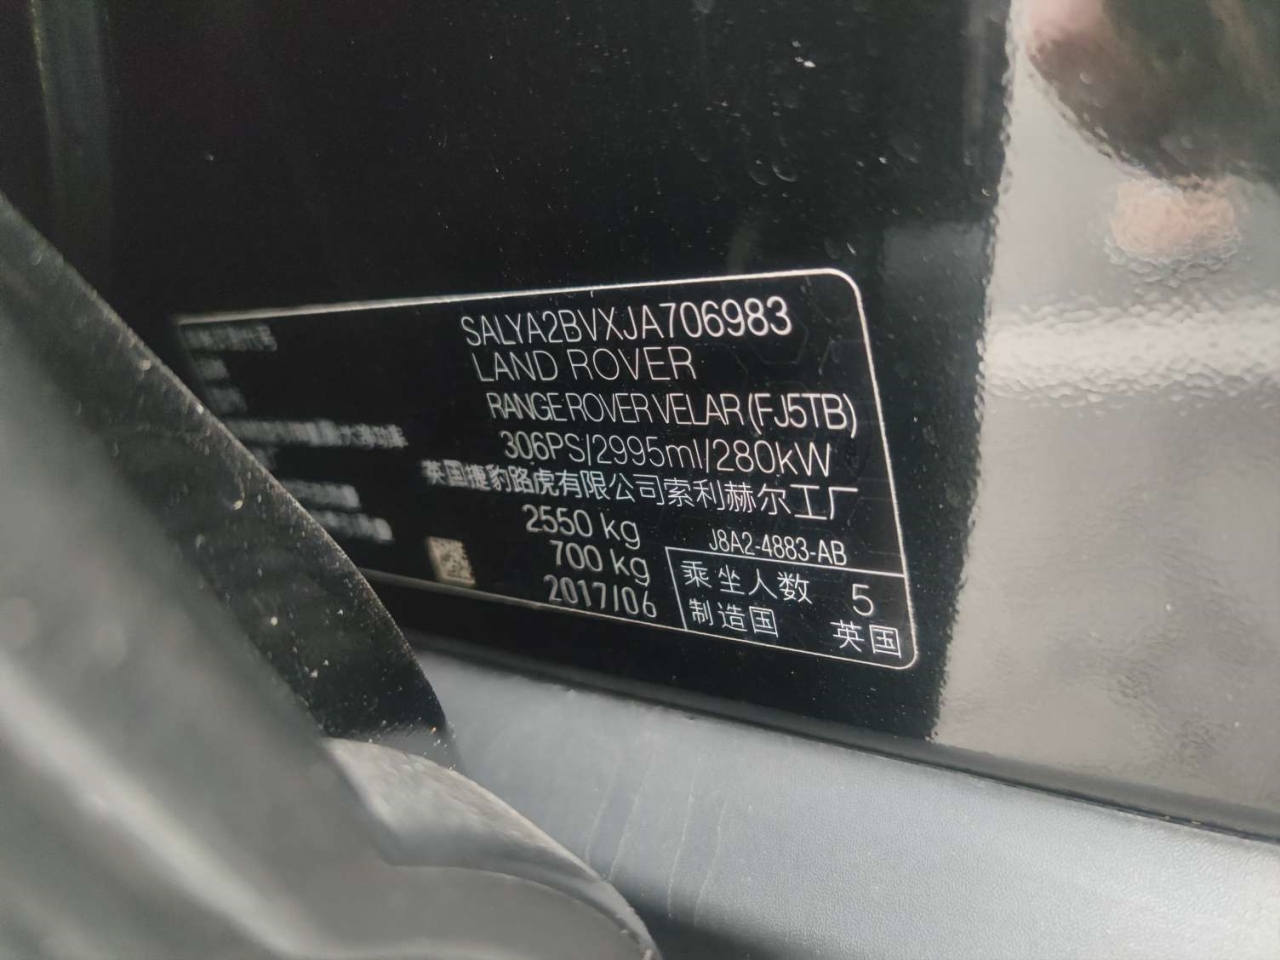 SALYA2BVXJA706983
LAND ROVER
RANGE ROVER VELAR (FJ5TB)
306PS/2995ml/280kW
英国捷豹路虎有限公司索利赫尔工厂
2550 kg
J8A2-4883-AB
700 kg
乘坐人数 5
2017/06
制造国 英国